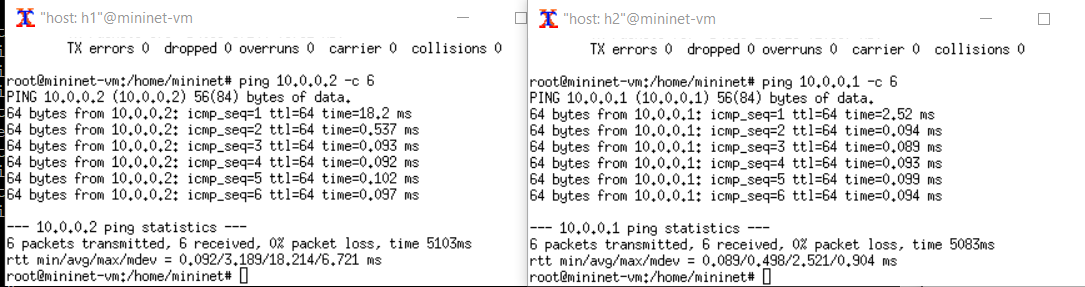 "host: h1"@mininet-vm
TX errors 0 dropped 0 overruns 0 carrier 0 collisions 0
root@mininet-vm:/home/mininet# ping 10.0.0.2 -c 6
PING 10.0.0.2 (10.0.0.2) 56(84) bytes of data.
64 bytes from 10.0.0.2: icmp_seq=1 ttl=64 time=18.2 ms
64 bytes from 10.0.0.2: icmp_seq=2 ttl=64 time=0.537 ms
64 bytes from 10.0.0.2: icmp_seq=3 ttl=64 time=0.093 ms
64 bytes from 10.0.0.2: icmp_seq=4 ttl=64 time=0.092 ms
64 bytes from 10.0.0.2: icmp_seq=5 ttl=64 time=0.102 ms
64 bytes from 10.0.0.2: icmp_seq=6 ttl=64 time=0.097 ms
--- 10.0.0.2 ping statistics ---
6 packets transmitted, 6 received, 0% packet loss, time 5103ms
rtt min/avg/max/mdev = 0.092/3.189/18.214/6.721 ms
root@mininet-vm:/home/mininet#
"host: h2"@mininet-vm
TX errors 0 dropped 0 overruns 0 carrier 0 collisions 0
root@mininet-vm:/home/mininet# ping 10.0.0.1 -c 6
PING 10.0.0.1 (10.0.0.1) 56(84) bytes of data.
64 bytes from 10.0.0.1: icmp_seq=1 ttl=64 time=2.52 ms
64 bytes from 10.0.0.1: icmp_seq=2 ttl=64 time=0.094 ms
64 bytes from 10.0.0.1: icmp_seq=3 ttl=64 time=0.089 ms
64 bytes from 10.0.0.1: icmp_seq=4 ttl=64 time=0.093 ms
64 bytes from 10.0.0.1: icmp_seq=5 ttl=64 time=0.099 ms
64 bytes from 10.0.0.1: icmp_seq=6 ttl=64 time=0.094 ms
--- 10.0.0.1 ping statistics ---
6 packets transmitted, 6 received, 0% packet loss, time 5083ms
rtt min/avg/max/mdev = 0.089/0.498/2.521/0.904 ms
root@mininet-vm:/home/mininet#